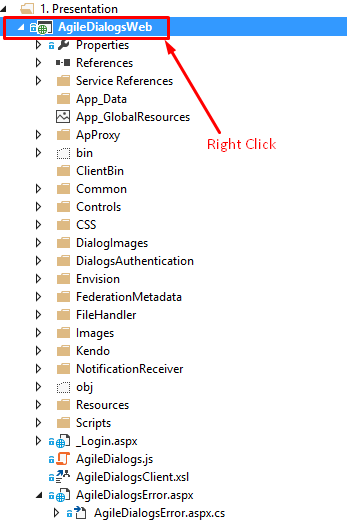 1. Presentation
AgileDialogsWeb
Properties
References
Service References
App_Data
App_GlobalResources
ApProxy
Right Click
bin
ClientBin
Common
Controls
CSS
DialogImages
DialogsAuthentication
Envision
FederationMetadata
FileHandler
Images
Kendo
NotificationReceiver
obj
Resources
Scripts
_Login.aspx
AgileDialogs.js
AgileDialogsClient.xsl
AgileDialogsError.aspx
AgileDialogsError.aspx.cs